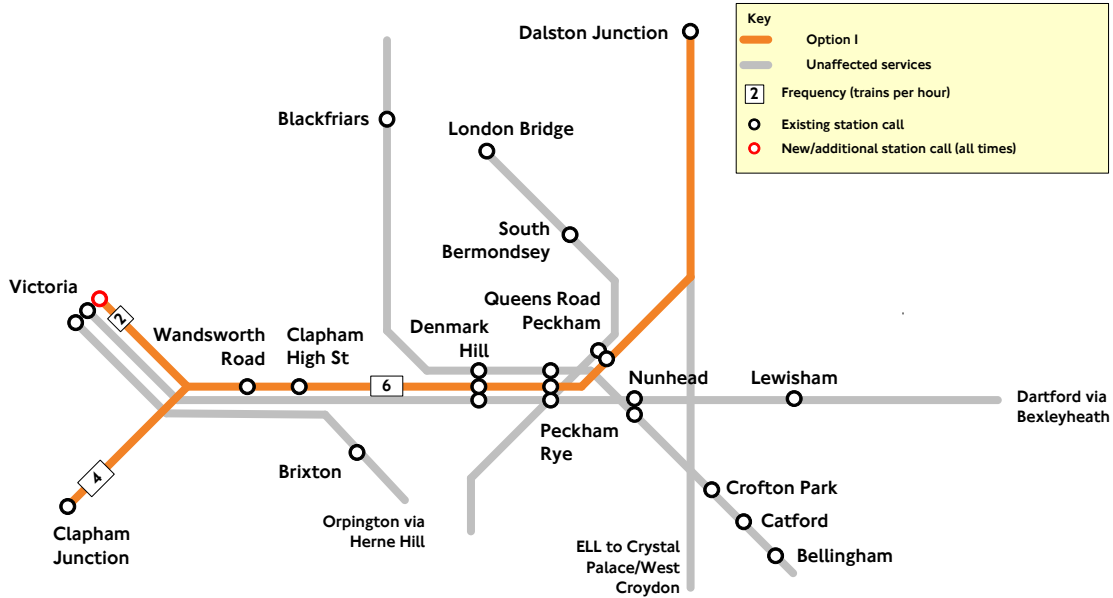 Key
Option I
Unaffected services
2
Frequency (trains per hour)
Existing station call
New/additional station call (all times)
Dalston Junction
Blackfriars
London Bridge
South
Bermondsey
Victoria
2
Queens Road
Peckham
Wandsworth
Road
Clapham
High St
Denmark
Hill
6
Nunhead
Lewisham
Dartford via
Bexleyheath
Peckham
Rye
Brixton
4
Clapham
Junction
Orpington via
Herne Hill
Crofton Park
Catford
Bellingham
ELL to Crystal
Palace/West
Croydon